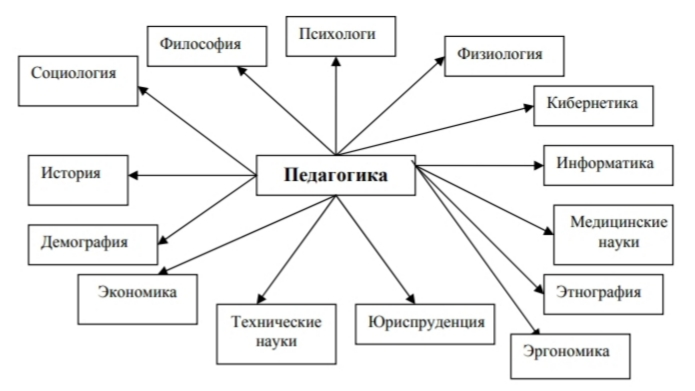 Психологи
Философия
Физиология
Социология
Кибернетика
Педагогика
История
Информатика
Медицинские
науки
Демография
Экономика
Этнография
Технические
науки
Юриспруденция
Эргономика